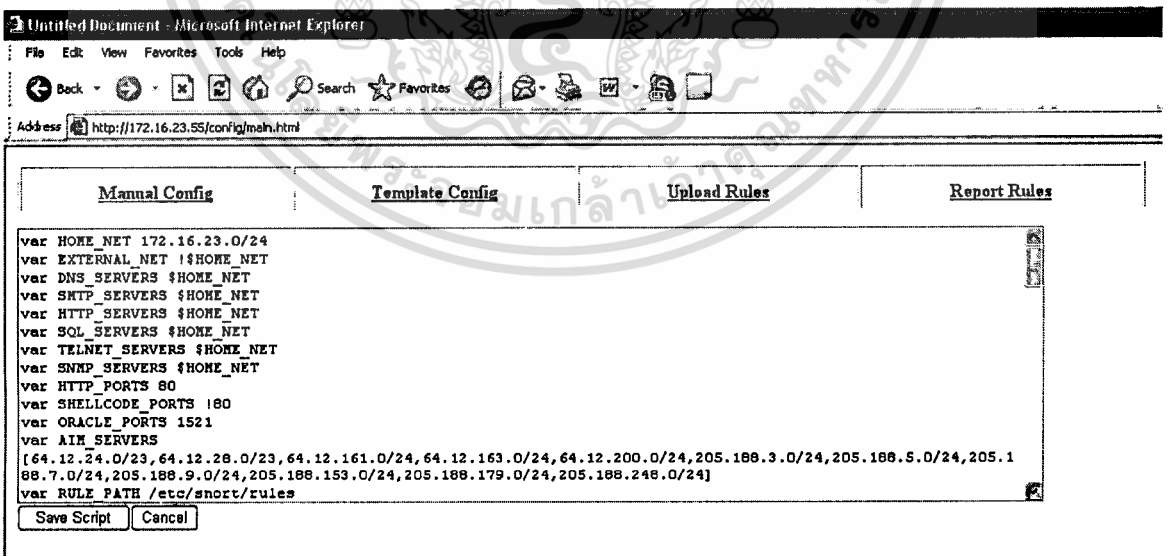 Untitled Document - Microsoft Internet Explorer
File Edit View Favorites Tools Help
Back Search Favorites
Address http://172.16.23.55/config/main.html
Manual Config Template Config Upload Rules Report Rules
var HOME_NET 172.16.23.0/24
var EXTERNAL_NET !$HOME_NET
var DNS_SERVERS $HOME_NET
var SMTP_SERVERS $HOME_NET
var HTTP_SERVERS $HOME_NET
var SQL_SERVERS $HOME_NET
var TELNET_SERVERS $HOME_NET
var SNMP_SERVERS $HOME_NET
var HTTP_PORTS 80
var SHELLCODE_PORTS !80
var ORACLE_PORTS 1521
var AIM_SERVERS
[64.12.24.0/23,64.12.28.0/23,64.12.161.0/24,64.12.163.0/24,64.12.200.0/24,205.188.3.0/24,205.188.5.0/24,205.1
88.7.0/24,205.188.9.0/24,205.188.153.0/24,205.188.179.0/24,205.188.248.0/24]
var RULE_PATH /etc/snort/rules
Save Script Cancel